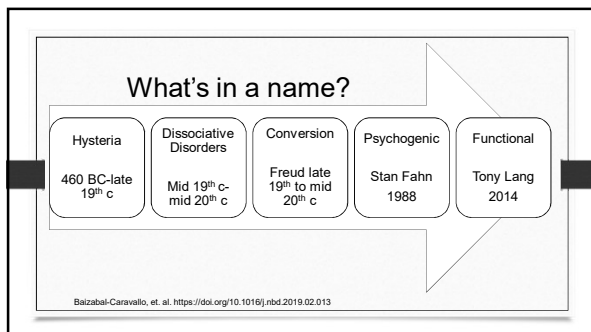 What's in a name?
Hysteria
460 BC-late
19th c
Dissociative
Disorders
Mid 19th c-
mid 20th c
Conversion
Freud late
19th to mid
20th c
Psychogenic
Stan Fahn
1988
Functional
Tony Lang
2014
Baizabal-Caravallo, et. al. https://doi.org/10.1016/j.nbd.2019.02.013